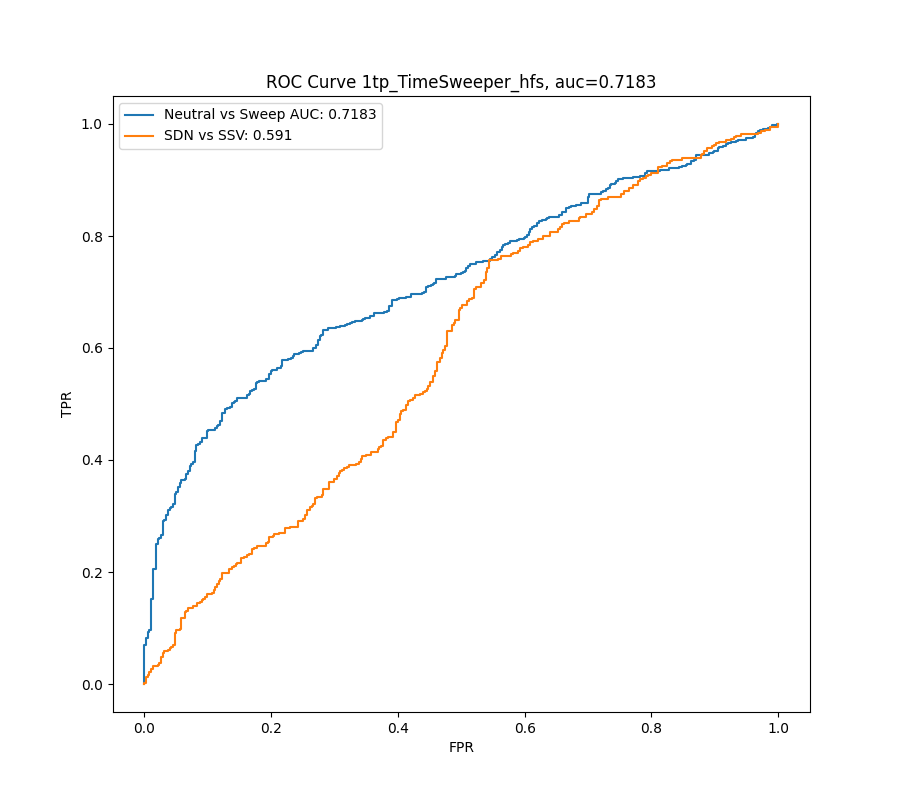 ROC Curve 1tp_TimeSweeper_hfs, auc=0.7183
Neutral vs Sweep AUC: 0.7183
SDN vs SSV: 0.591
1.0
0.8
0.6
0.4
0.2
0.0
TPR
0.0 0.2 0.4 0.6 0.8 1.0
FPR